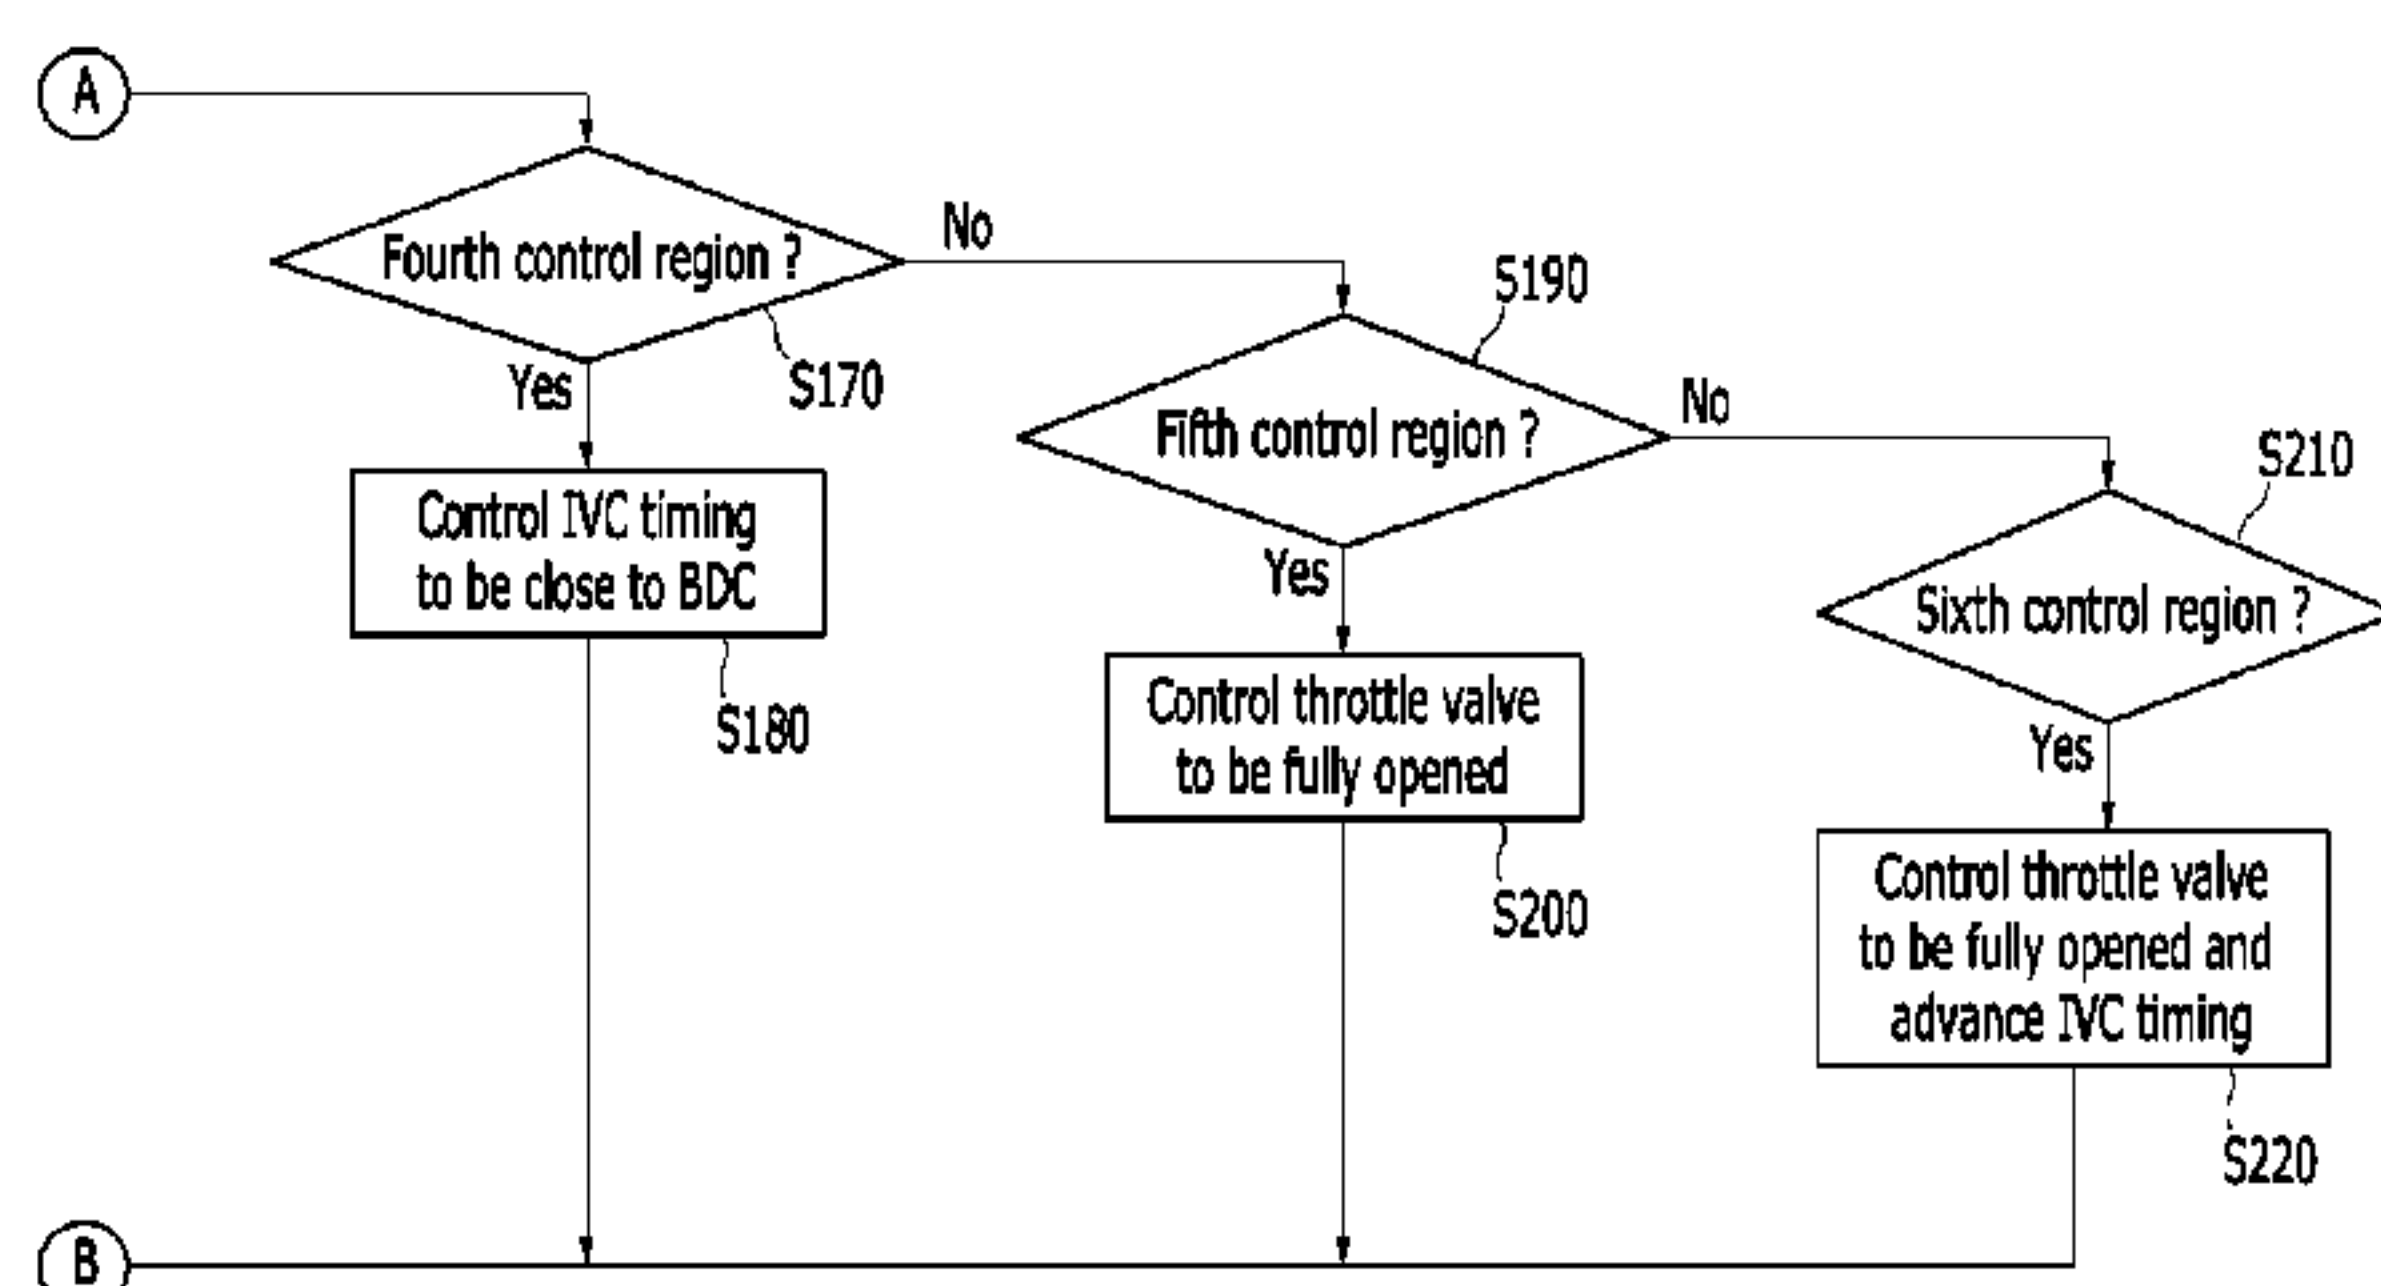 A
Fourth control region ?
No
S170
Yes
Control IVC timing
to be close to BDC
S180
S190
Fifth control region ?
No
Yes
Control throttle valve
to be fully opened
S200
S210
Sixth control region ?
Yes
Control throttle valve
to be fully opened and
advance IVC timing
S220
B